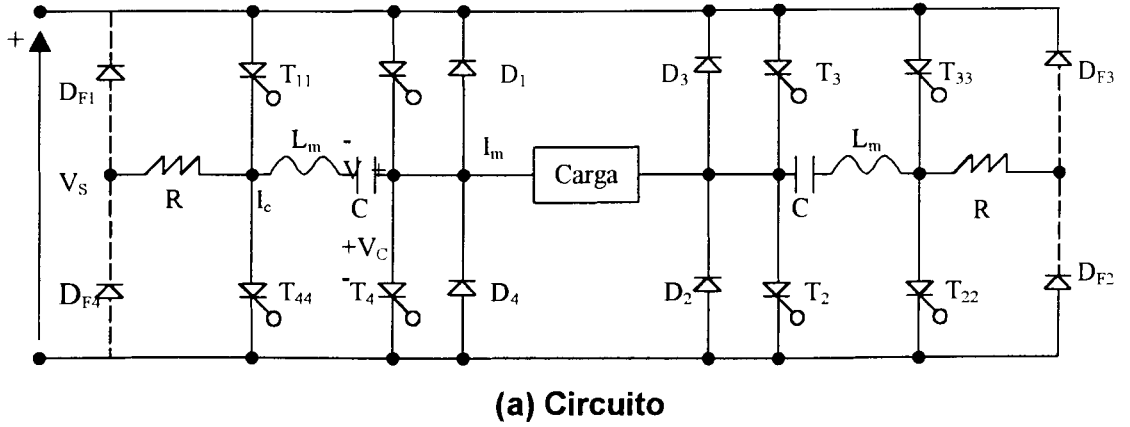 +
D_F1
T_11
D_1
D_3
T_3
T_33
D_F3
L_m
-
V
+
I_m
L_m
V_S
R
I_c
C
Carga
C
R
+V_C
-
D_F4
T_44
T_4
D_4
D_2
T_2
T_22
D_F2
(a) Circuito